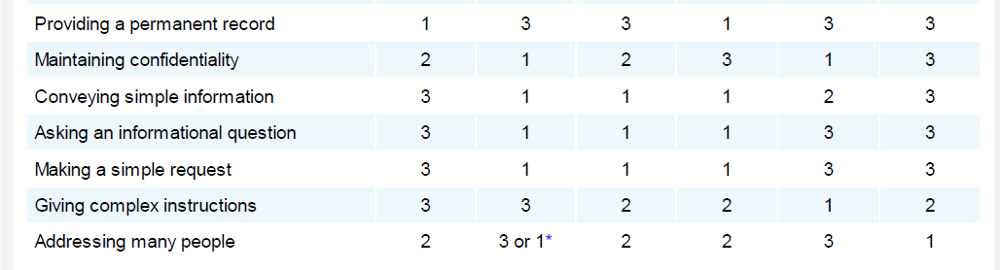 Providing a permanent record 1 3 3 1 3 3
Maintaining confidentiality 2 1 2 3 1 3
Conveying simple information 3 1 1 1 2 3
Asking an informational question 3 1 1 1 3 3
Making a simple request 3 1 1 1 3 3
Giving complex instructions 3 3 2 2 1 2
Addressing many people 2 3 or 1* 2 2 3 1